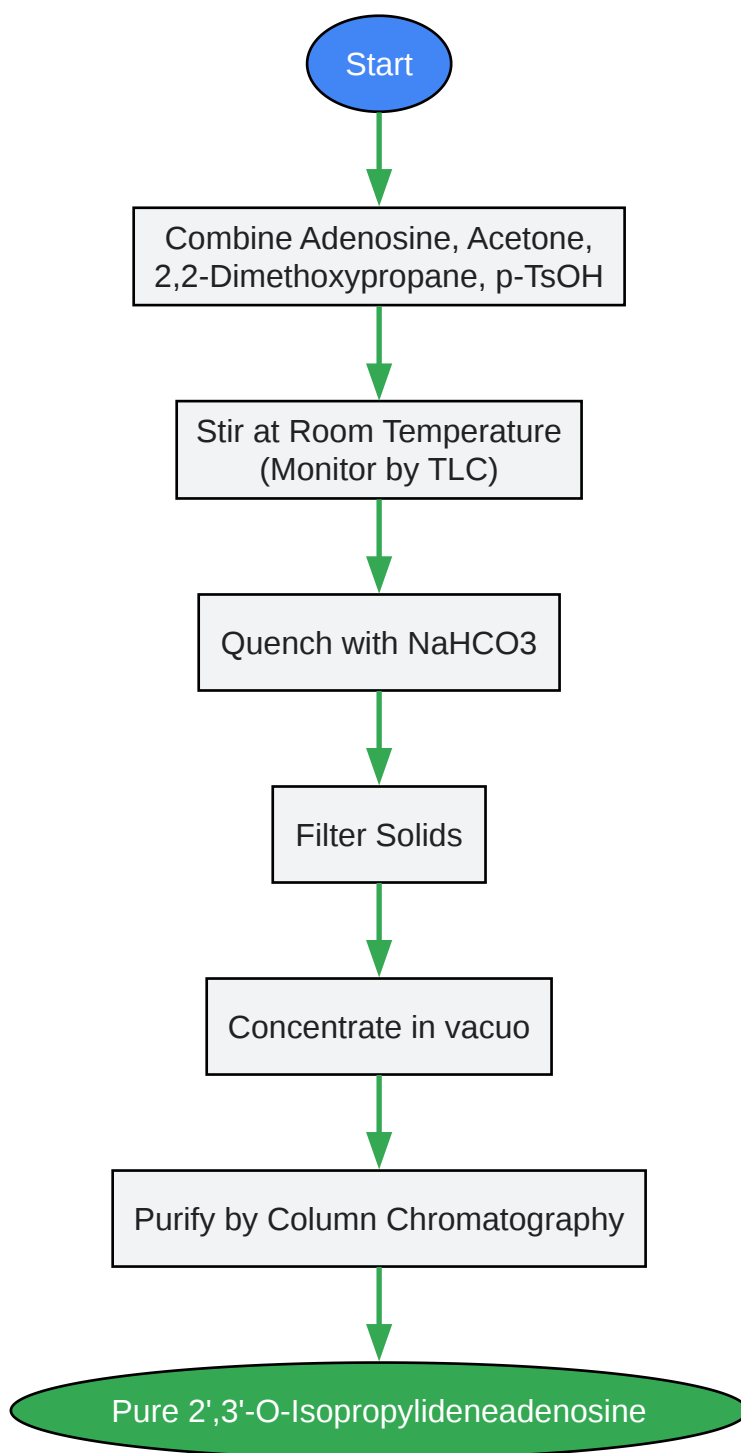 Start
Combine Adenosine, Acetone,
2,2-Dimethoxypropane, p-TsOH
Stir at Room Temperature
(Monitor by TLC)
Quench with NaHCO3
Filter Solids
Concentrate in vacuo
Purify by Column Chromatography
Pure 2',3'-O-Isopropylideneadenosine